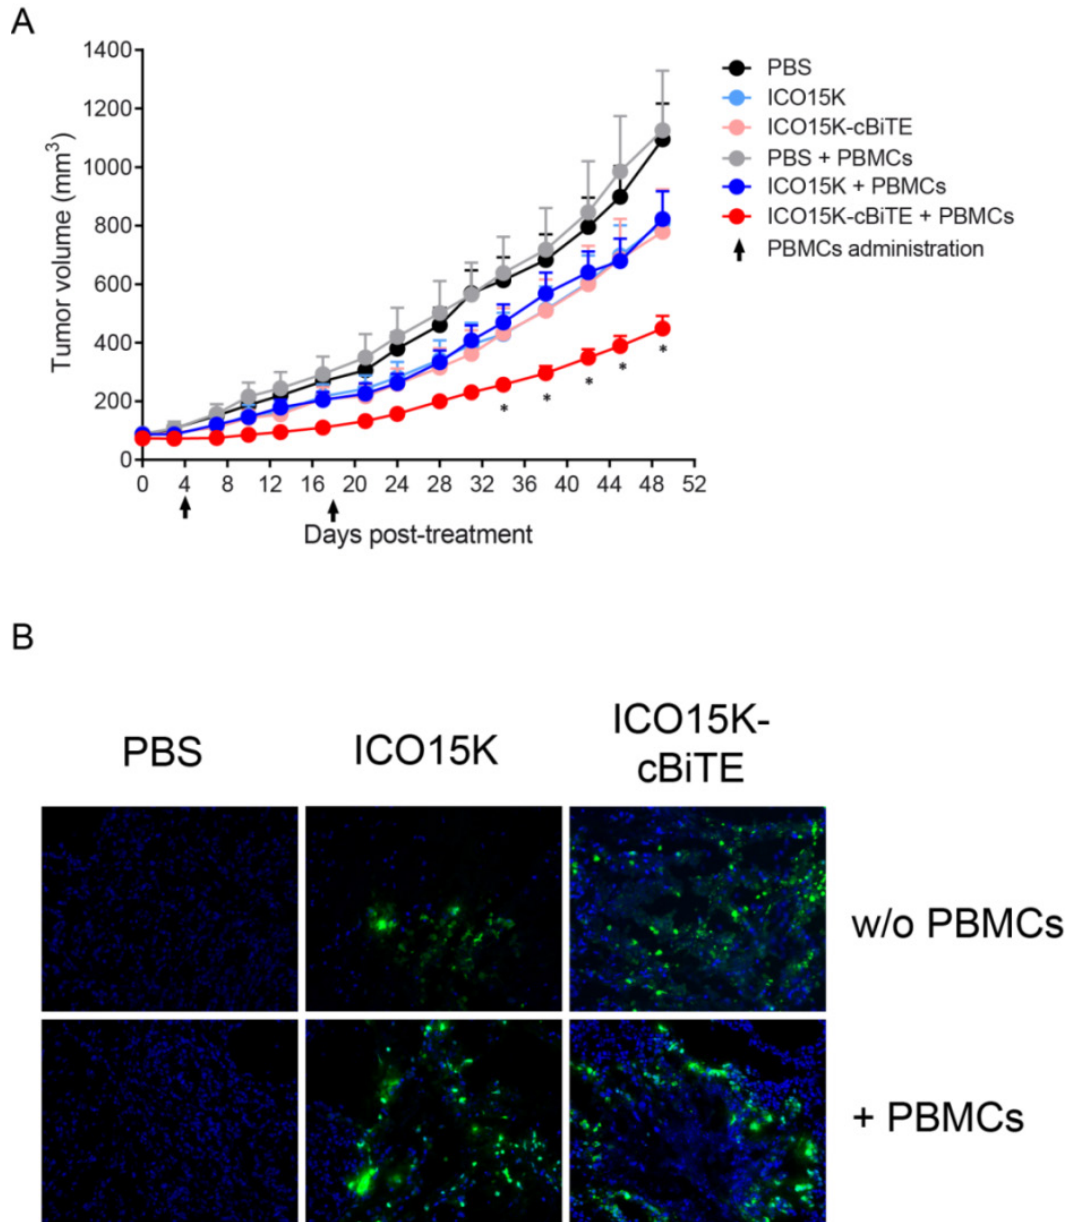 A
Tumor volume (mm³)
1400
1200
1000
800
600
400
200
0
0 4 8 12 16 20 24 28 32 36 40 44 48 52
Days post-treatment
PBS
ICO15K
ICO15K-cBiTE
PBS + PBMCs
ICO15K + PBMCs
ICO15K-cBiTE + PBMCs
PBMCs administration
* * * * *
B
PBS
ICO15K
ICO15K-
cBiTE
w/o PBMCs
+ PBMCs